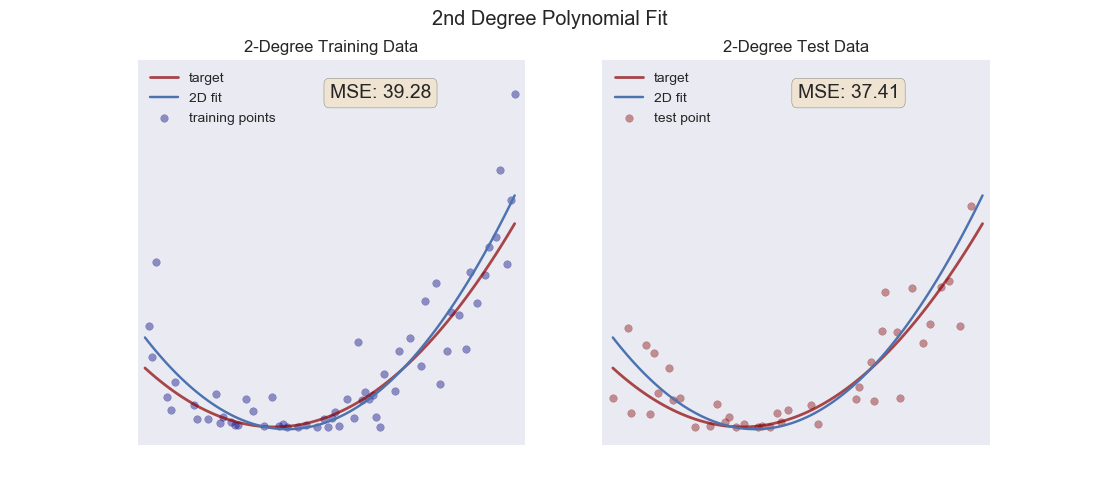 2nd Degree Polynomial Fit
2-Degree Training Data
target
2D fit
training points
MSE: 39.28
2-Degree Test Data
target
2D fit
test point
MSE: 37.41